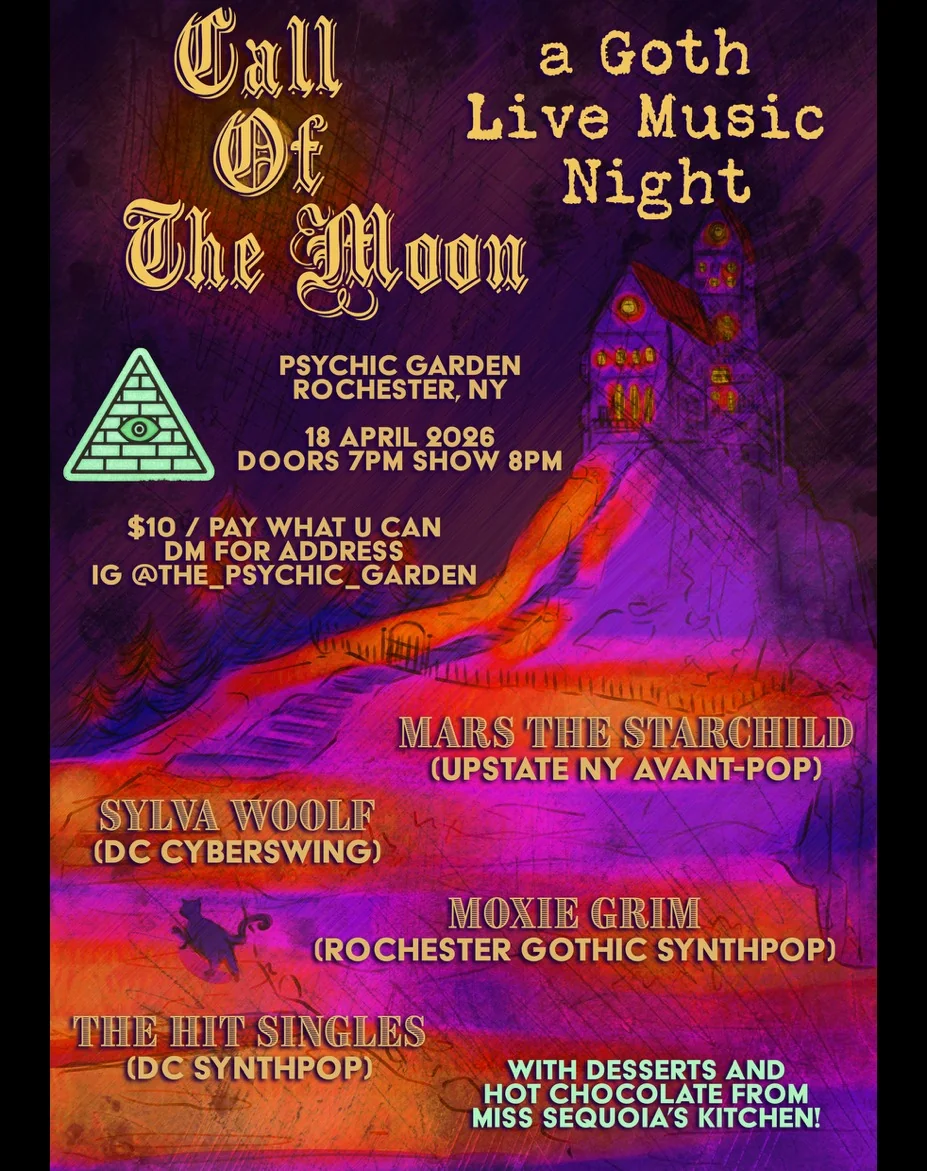 Call
Of
The Moon
a Goth
Live Music
Night
PSYCHIC GARDEN
ROCHESTER, NY
18 APRIL 2026
DOORS 7PM SHOW 8PM
$10 / PAY WHAT U CAN
DM FOR ADDRESS
IG @THE_PSYCHIC_GARDEN
MARS THE STARCHILD
(UPSTATE NY AVANT-POP)
SYLVA WOOLF
(DC CYBERSWING)
MOXIE GRIM
(ROCHESTER GOTHIC SYNTHPOP)
THE HIT SINGLES
(DC SYNTHPOP)
WITH DESSERTS AND
HOT CHOCOLATE FROM
MISS SEQUOIA'S KITCHEN!